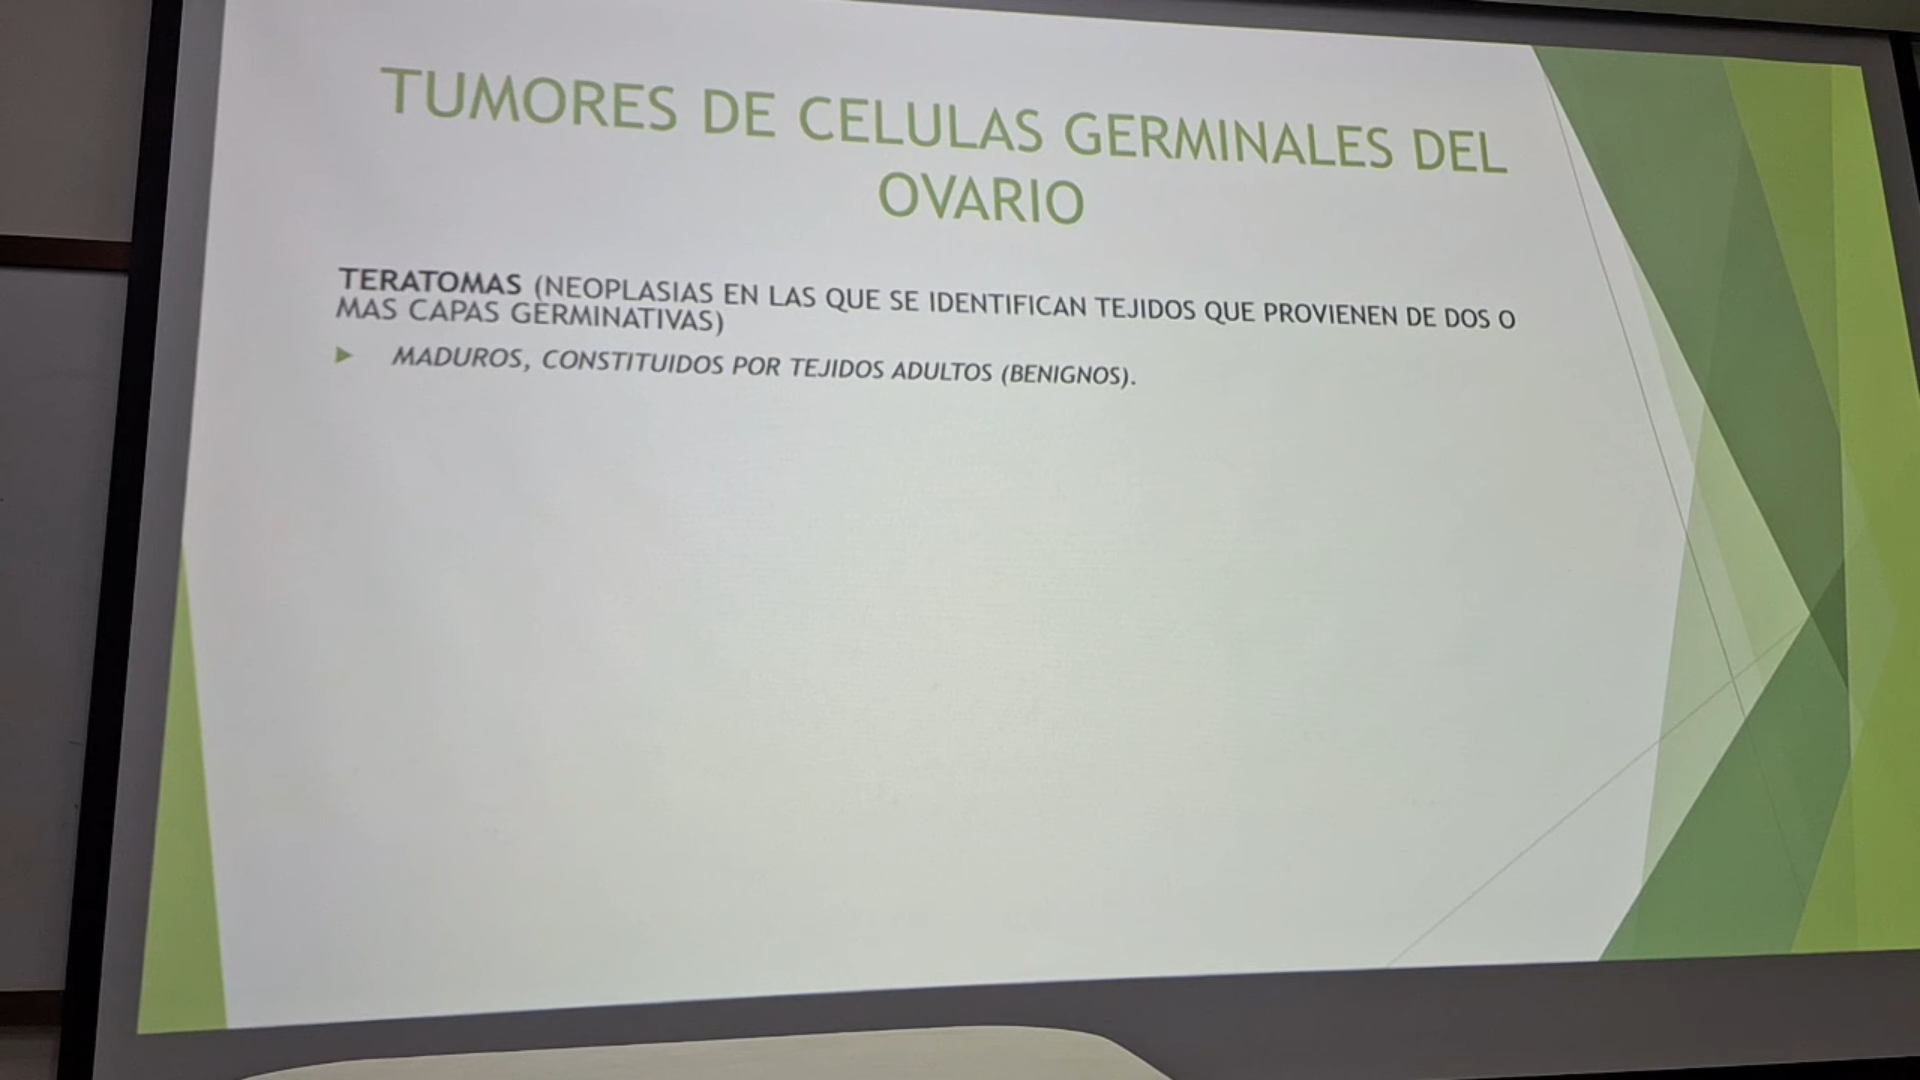 TUMORES DE CELULAS GERMINALES DEL
OVARIO
TERATOMAS (NEOPLASIAS EN LAS QUE SE IDENTIFICAN TEJIDOS QUE PROVIENEN DE DOS O
MAS CAPAS GERMINATIVAS)
MADUROS, CONSTITUIDOS POR TEJIDOS ADULTOS (BENIGNOS).